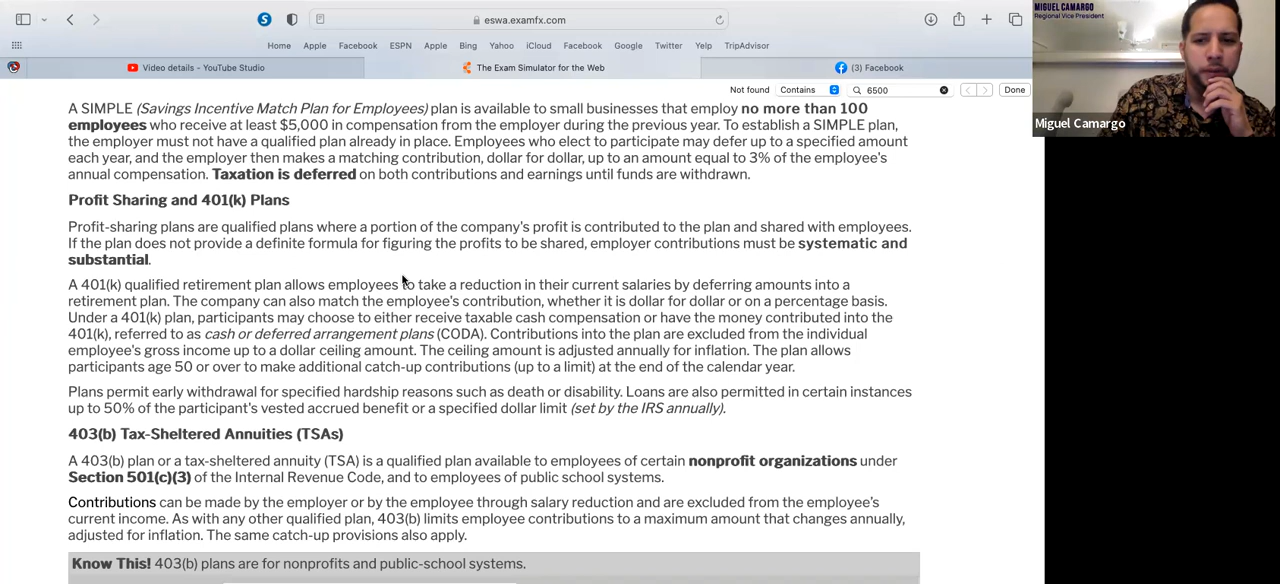 MIGUEL CAMARGO
Regional Vice President
eswa.examfx.com
Home Apple Facebook ESPN Apple Bing Yahoo iCloud Facebook Google Twitter Yelp TripAdvisor
Video details - YouTube Studio
The Exam Simulator for the Web
(3) Facebook
Not found Contains 6500 Done
Miguel Camargo
A SIMPLE (Savings Incentive Match Plan for Employees) plan is available to small businesses that employ no more than 100
employees who receive at least $5,000 in compensation from the employer during the previous year. To establish a SIMPLE plan,
the employer must not have a qualified plan already in place. Employees who elect to participate may defer up to a specified amount
each year, and the employer then makes a matching contribution, dollar for dollar, up to an amount equal to 3% of the employee's
annual compensation. Taxation is deferred on both contributions and earnings until funds are withdrawn.
Profit Sharing and 401(k) Plans
Profit-sharing plans are qualified plans where a portion of the company's profit is contributed to the plan and shared with employees.
If the plan does not provide a definite formula for figuring the profits to be shared, employer contributions must be systematic and
substantial.
A 401(k) qualified retirement plan allows employees to take a reduction in their current salaries by deferring amounts into a
retirement plan. The company can also match the employee's contribution, whether it is dollar for dollar or on a percentage basis.
Under a 401(k) plan, participants may choose to either receive taxable cash compensation or have the money contributed into the
401(k), referred to as cash or deferred arrangement plans (CODA). Contributions into the plan are excluded from the individual
employee's gross income up to a dollar ceiling amount. The ceiling amount is adjusted annually for inflation. The plan allows
participants age 50 or over to make additional catch-up contributions (up to a limit) at the end of the calendar year.
Plans permit early withdrawal for specified hardship reasons such as death or disability. Loans are also permitted in certain instances
up to 50% of the participant's vested accrued benefit or a specified dollar limit (set by the IRS annually).
403(b) Tax-Sheltered Annuities (TSAs)
A 403(b) plan or a tax-sheltered annuity (TSA) is a qualified plan available to employees of certain nonprofit organizations under
Section 501(c)(3) of the Internal Revenue Code, and to employees of public school systems.
Contributions can be made by the employer or by the employee through salary reduction and are excluded from the employee's
current income. As with any other qualified plan, 403(b) limits employee contributions to a maximum amount that changes annually,
adjusted for inflation. The same catch-up provisions also apply.
Know This! 403(b) plans are for nonprofits and public-school systems.